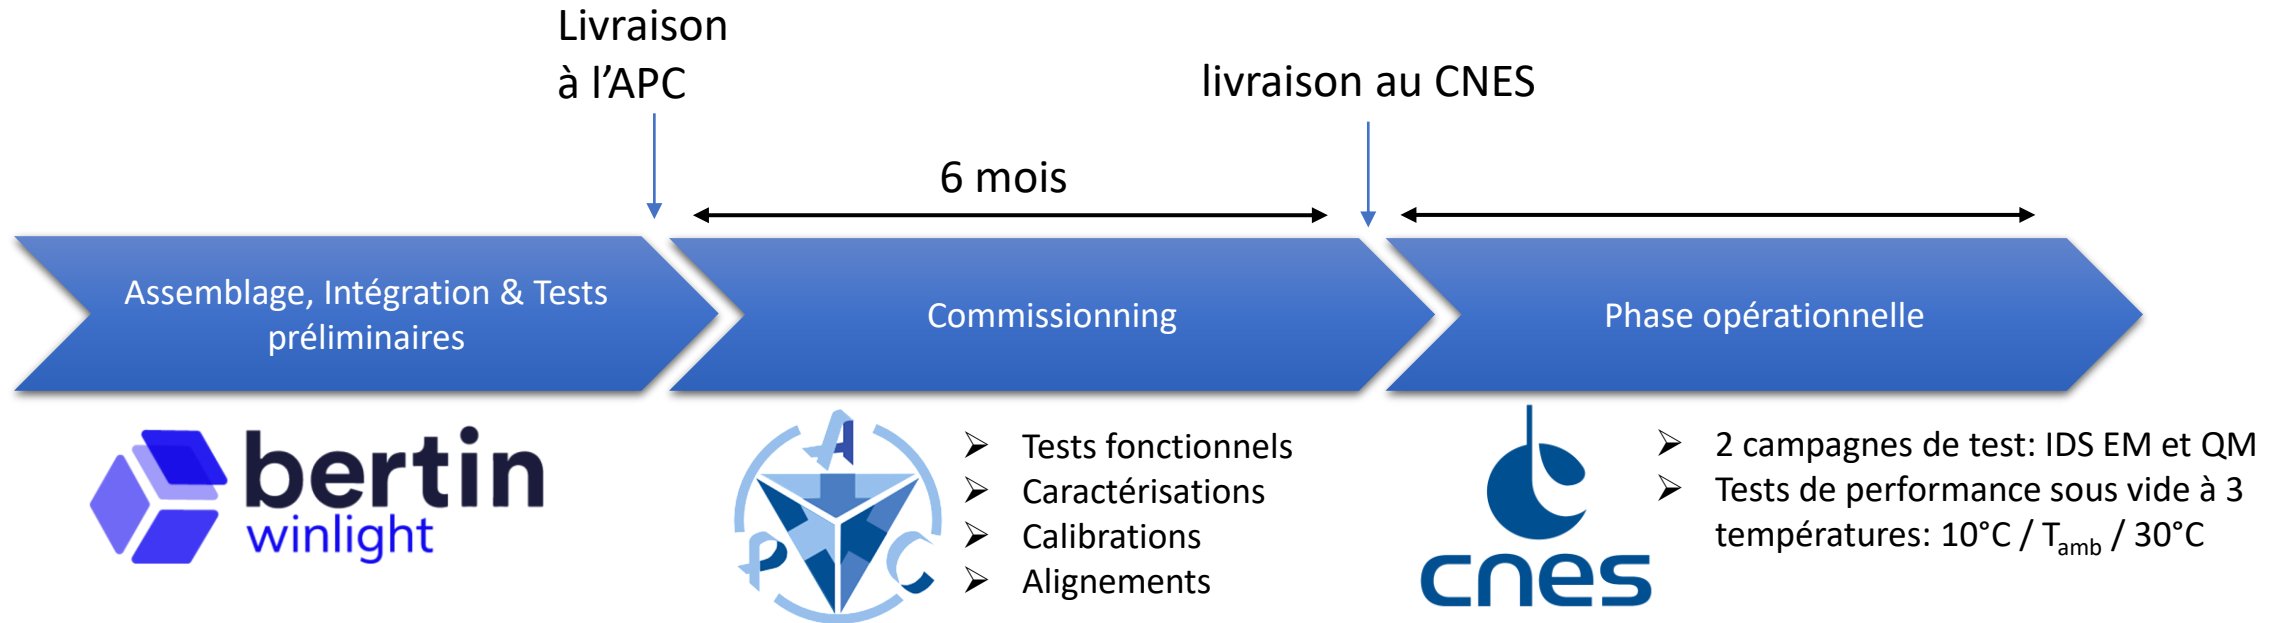 Livraison
à l’APC
livraison au CNES
6 mois
Assemblage, Intégration & Tests
préliminaires
Commissionning
Phase opérationnelle
bertin
winlight
A
P
C
➢ Tests fonctionnels
➢ Caractérisations
➢ Calibrations
➢ Alignements
cnes
➢ 2 campagnes de test: IDS EM et QM
➢ Tests de performance sous vide à 3
températures: 10°C / Tamb / 30°C